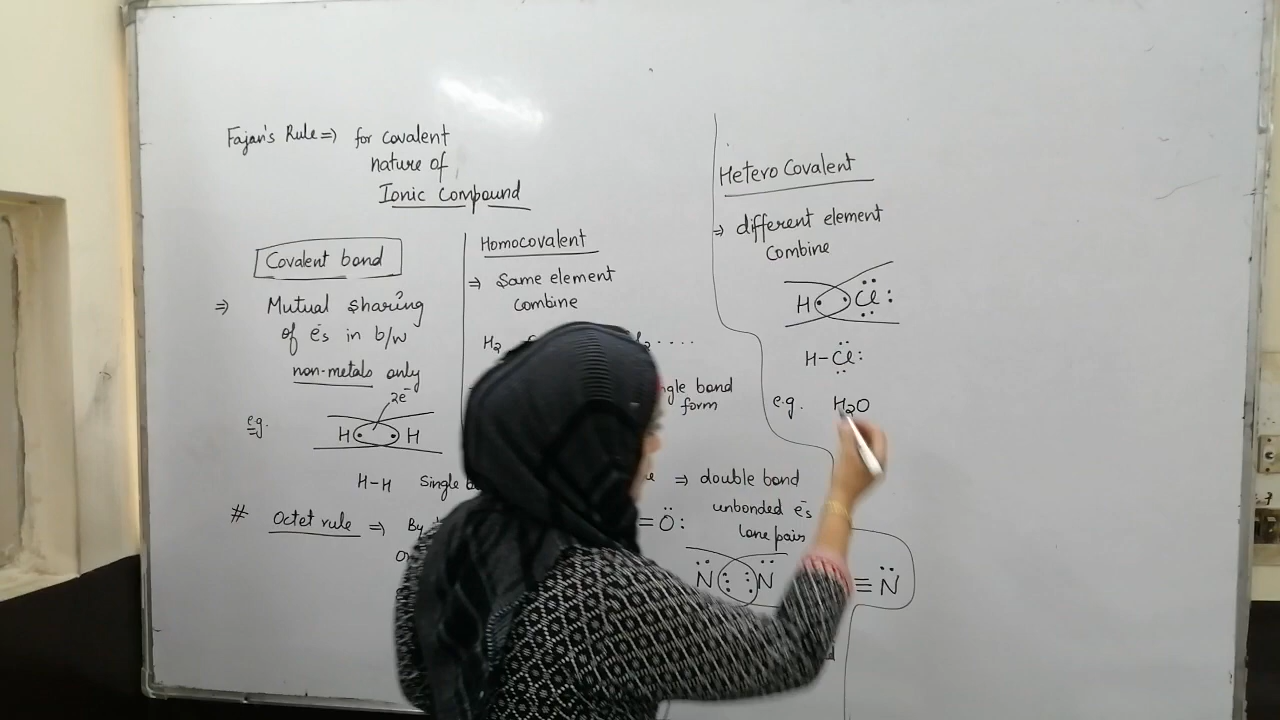 Fajan's Rule => for covalent
nature of
Ionic Compound
Covalent bond
=> Mutual sharing
of e⁻s in b/w
non-metals only
2e⁻
e.g. H H
H-H Single
# Octet rule => By
Homocovalent
=> Same element
combine
H₂ ....
bond
form
=> double bond
unbonded e⁻s
lone pairs
=Ö:
N N
≡N̈
Hetero Covalent
=> different element
combine
H Cl:
H-Cl:
e.g. H₂O